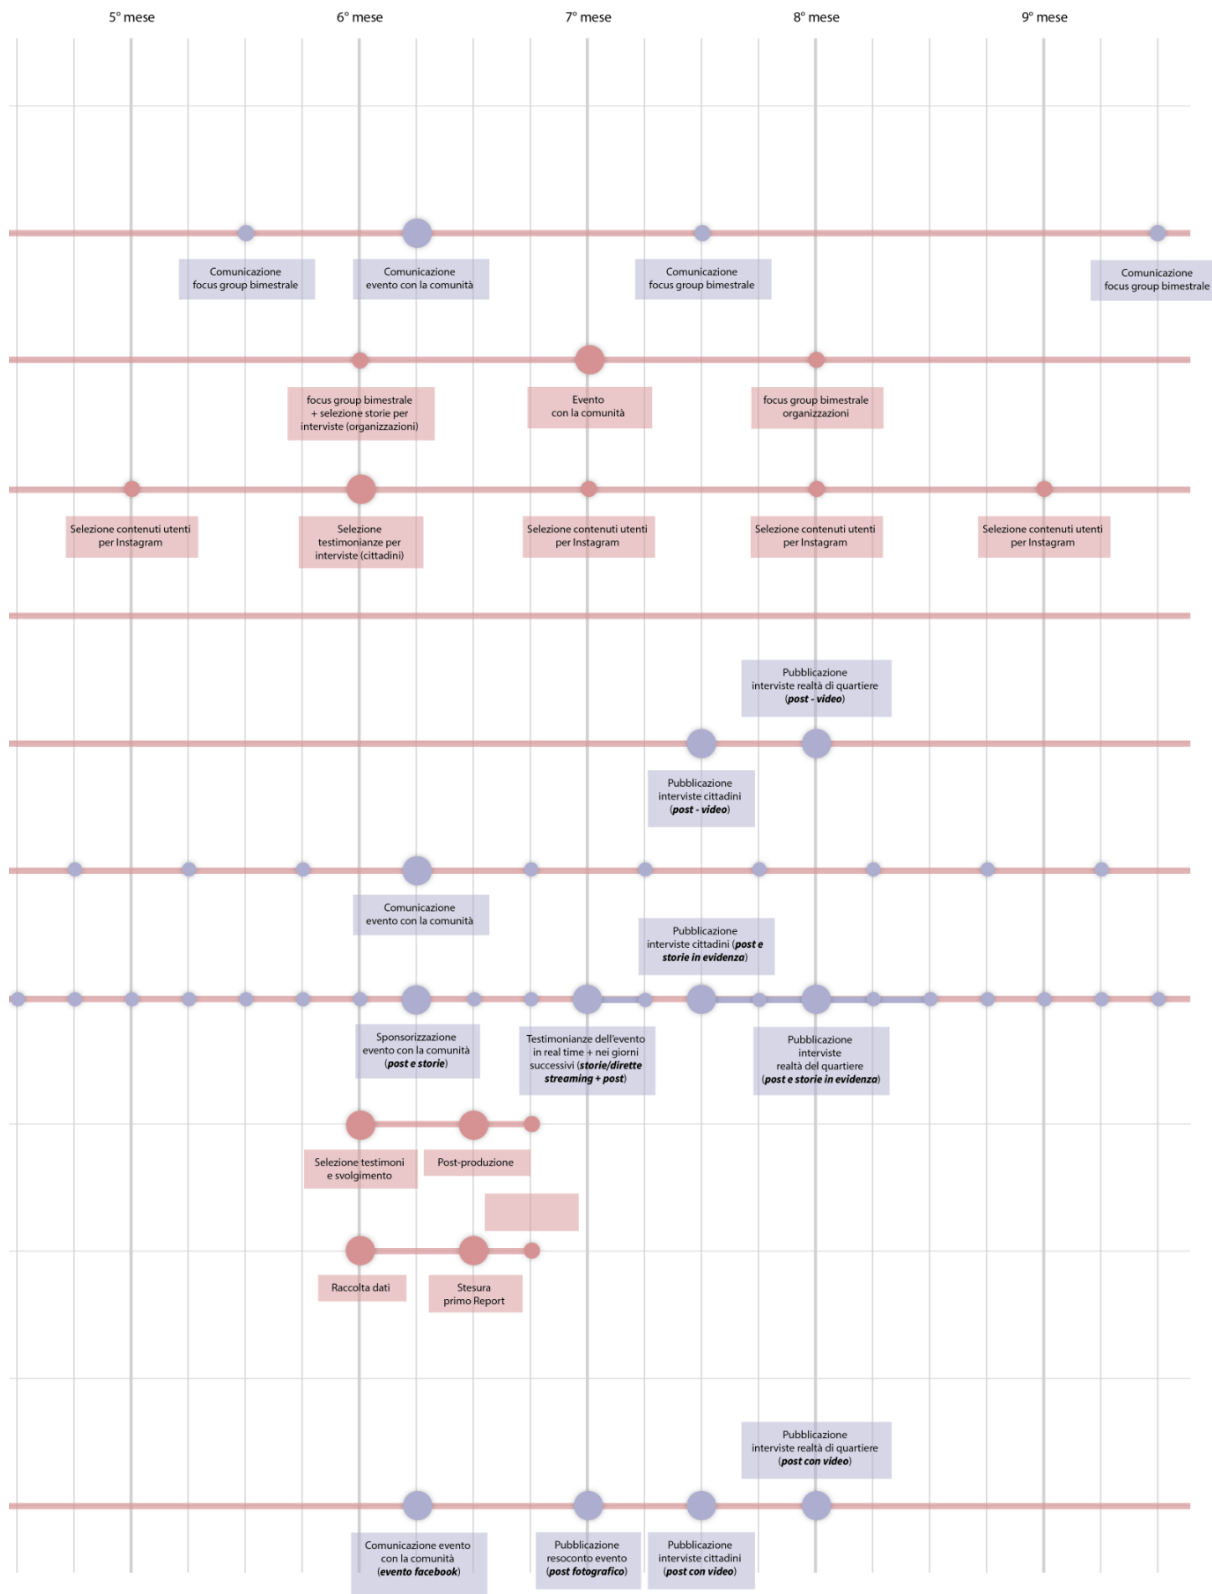 5° mese
6° mese
7° mese
8° mese
9° mese
Comunicazione
focus group bimestrale
Comunicazione
evento con la comunità
Comunicazione
focus group bimestrale
Comunicazione
focus group bimestrale
focus group bimestrale
+ selezione storie per
interviste (organizzazioni)
Evento
con la comunità
focus group bimestrale
organizzazioni
Selezione contenuti utenti
per Instagram
Selezione
testimonianze per
interviste (cittadini)
Selezione contenuti utenti
per Instagram
Selezione contenuti utenti
per Instagram
Selezione contenuti utenti
per Instagram
Pubblicazione
interviste realtà di quartiere
(post - video)
Pubblicazione
interviste cittadini
(post - video)
Comunicazione
evento con la comunità
Pubblicazione
interviste cittadini (post e
storie in evidenza)
Sponsorizzazione
evento con la comunità
(post e storie)
Testimonianze dell'evento
in real time + nei giorni
successivi (storie/dirette
streaming + post)
Pubblicazione
interviste
realtà del quartiere
(post e storie in evidenza)
Selezione testimoni
e svolgimento
Post-produzione
Raccolta dati
Stesura
primo Report
Pubblicazione
interviste realtà di quartiere
(post con video)
Comunicazione evento
con la comunità
(evento facebook)
Pubblicazione
resoconto evento
(post fotografico)
Pubblicazione
interviste cittadini
(post con video)